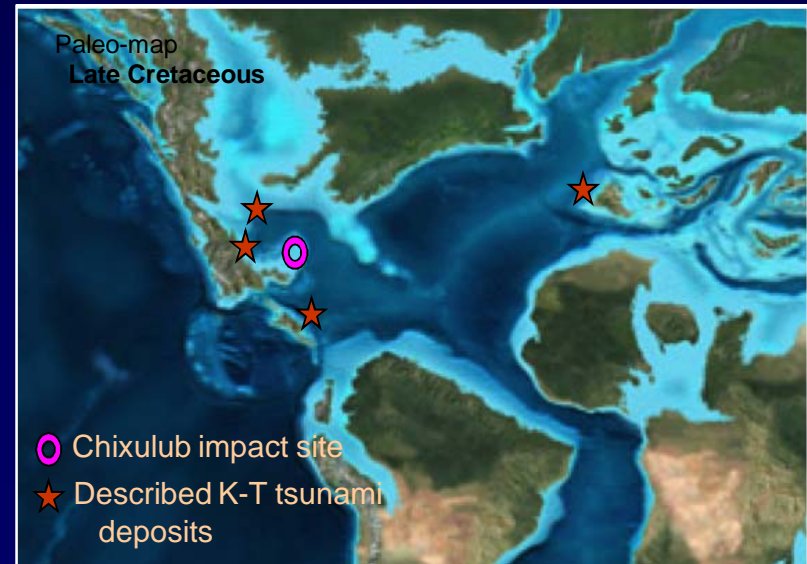 Paleo-map
Late Cretaceous
Chixulub impact site
Described K-T tsunami
deposits